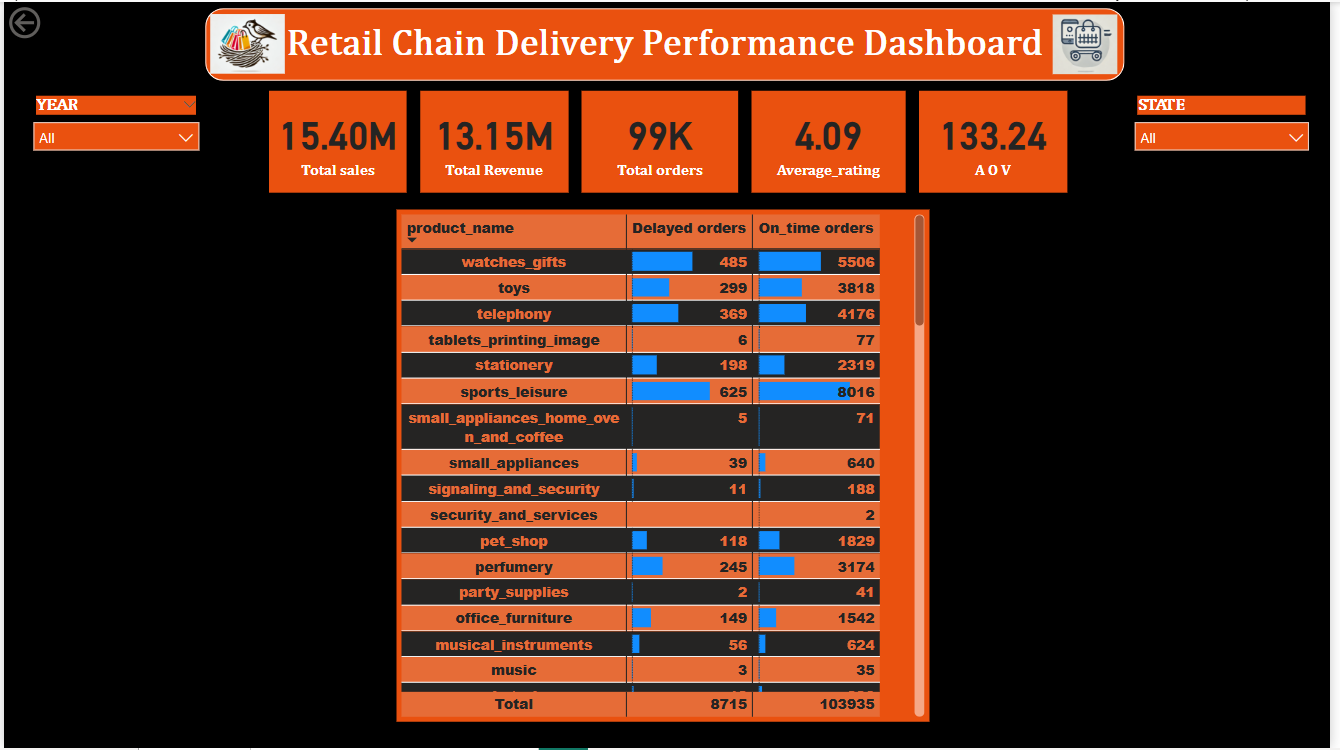 Retail Chain Delivery Performance Dashboard
YEAR
All
15.40M
Total sales
13.15M
Total Revenue
99K
Total orders
4.09
Average_rating
133.24
A O V
STATE
All
product_name Delayed orders On_time orders
watches_gifts 485 5506
toys 299 3818
telephony 369 4176
tablets_printing_image 6 77
stationery 198 2319
sports_leisure 625 8016
small_appliances_home_ove
n_and_coffee 5 71
small_appliances 39 640
signaling_and_security 11 188
security_and_services 2
pet_shop 118 1829
perfumery 245 3174
party_supplies 2 41
office_furniture 149 1542
musical_instruments 56 624
music 3 35
Total 8715 103935